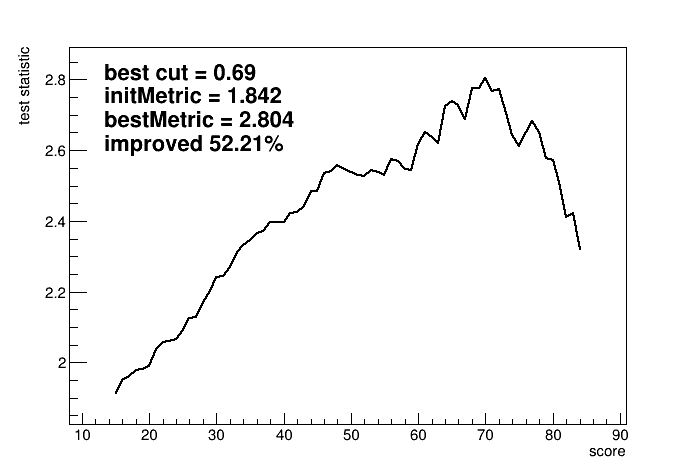 test statistic
best cut = 0.69
initMetric = 1.842
bestMetric = 2.804
improved 52.21%
2.8
2.6
2.4
2.2
2
10 20 30 40 50 60 70 80 90
score